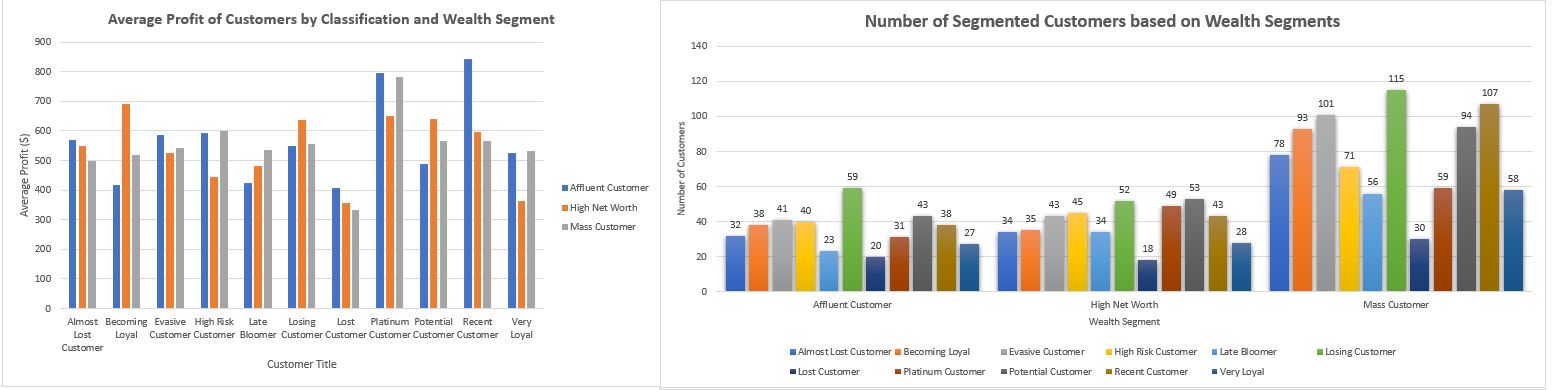 Average Profit of Customers by Classification and Wealth Segment
900
800
700
600
500
400
300
200
100
0
Average Profit ($)
Almost Lost Customer
Becoming Loyal
Evasive Customer
High Risk Customer
Late Bloomer
Losing Customer
Lost Customer
Platinum Customer
Potential Customer
Recent Customer
Very Loyal
Customer Title
Affluent Customer
High Net Worth
Mass Customer
Number of Segmented Customers based on Wealth Segments
140
120
100
80
60
40
20
0
Number of Customers
32 38 41 40 23 59 20 31 43 38 27
34 35 43 45 34 52 18 49 53 43 28
78 93 101 71 56 115 30 59 94 107 58
Affluent Customer High Net Worth Mass Customer
Wealth Segment
Almost Lost Customer Becoming Loyal Evasive Customer High Risk Customer Late Bloomer Losing Customer
Lost Customer Platinum Customer Potential Customer Recent Customer Very Loyal